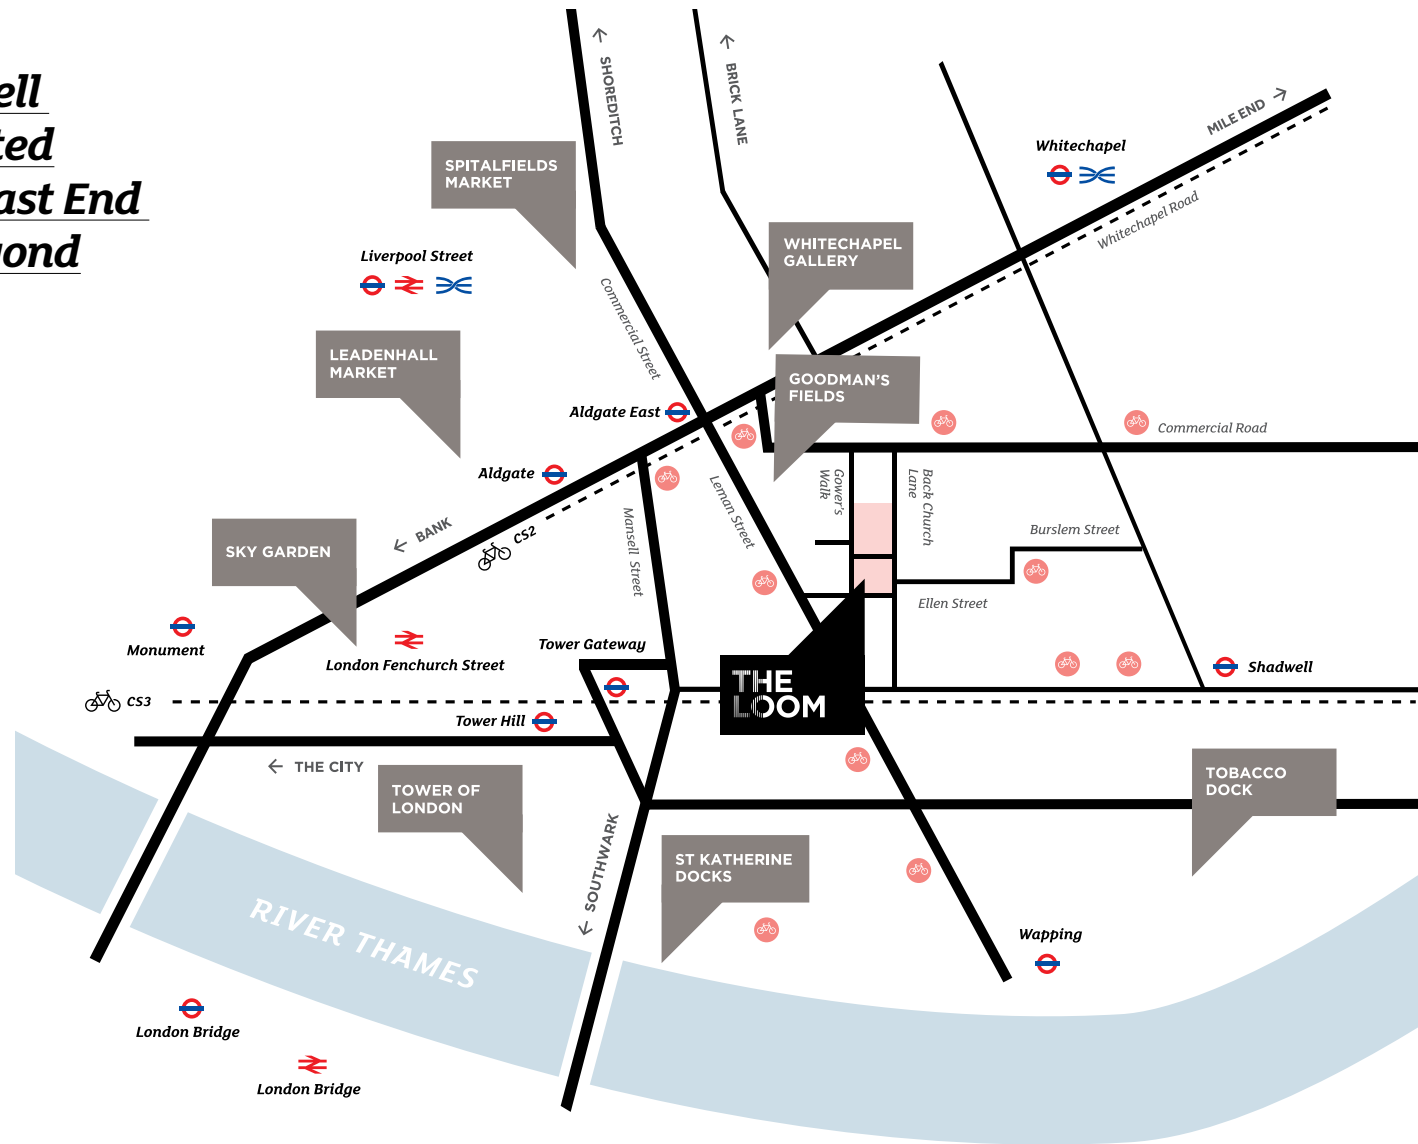 ell
ted
ast End
yond
SHOREDITCH
BRICK LANE
MILE END
Whitechapel
Whitechapel Road
SPITALFIELDS
MARKET
WHITECHAPEL
GALLERY
Liverpool Street
Commercial Street
LEADENHALL
MARKET
GOODMAN'S
FIELDS
Aldgate East
Commercial Road
Aldgate
Gower's
Walk
Back Church
Lane
Leman Street
Mansell Street
BANK
CS2
Burslem Street
SKY GARDEN
Ellen Street
Monument
London Fenchurch Street
Tower Gateway
Shadwell
CS3
THE
LOOM
Tower Hill
THE CITY
TOWER OF
LONDON
TOBACCO
DOCK
SOUTHWARK
ST KATHERINE
DOCKS
RIVER THAMES
Wapping
London Bridge
London Bridge